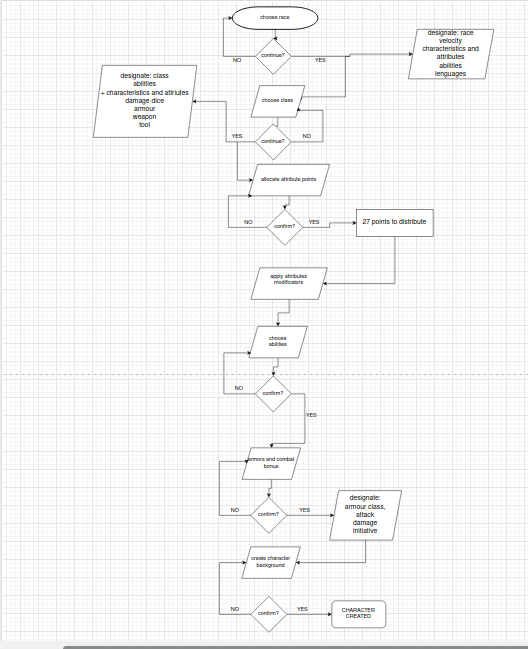 choose race
continue?
NO
YES
designate: race
velocity
characteristics and
attributes
abilities
lenguages
designate: class
abilities
+ characteristics and attriutes
damage dice
armour
weapon
tool
choose class
continue?
YES
NO
allocate attribute points
confirm?
NO
YES
27 points to distribute
apply attributes
modificators
choose
abilities
confirm?
NO
YES
armora and combat
bonus
confirm?
NO
YES
designate:
armour class,
attack
damage
initiative
create character
background
confirm?
NO
YES
CHARACTER
CREATED